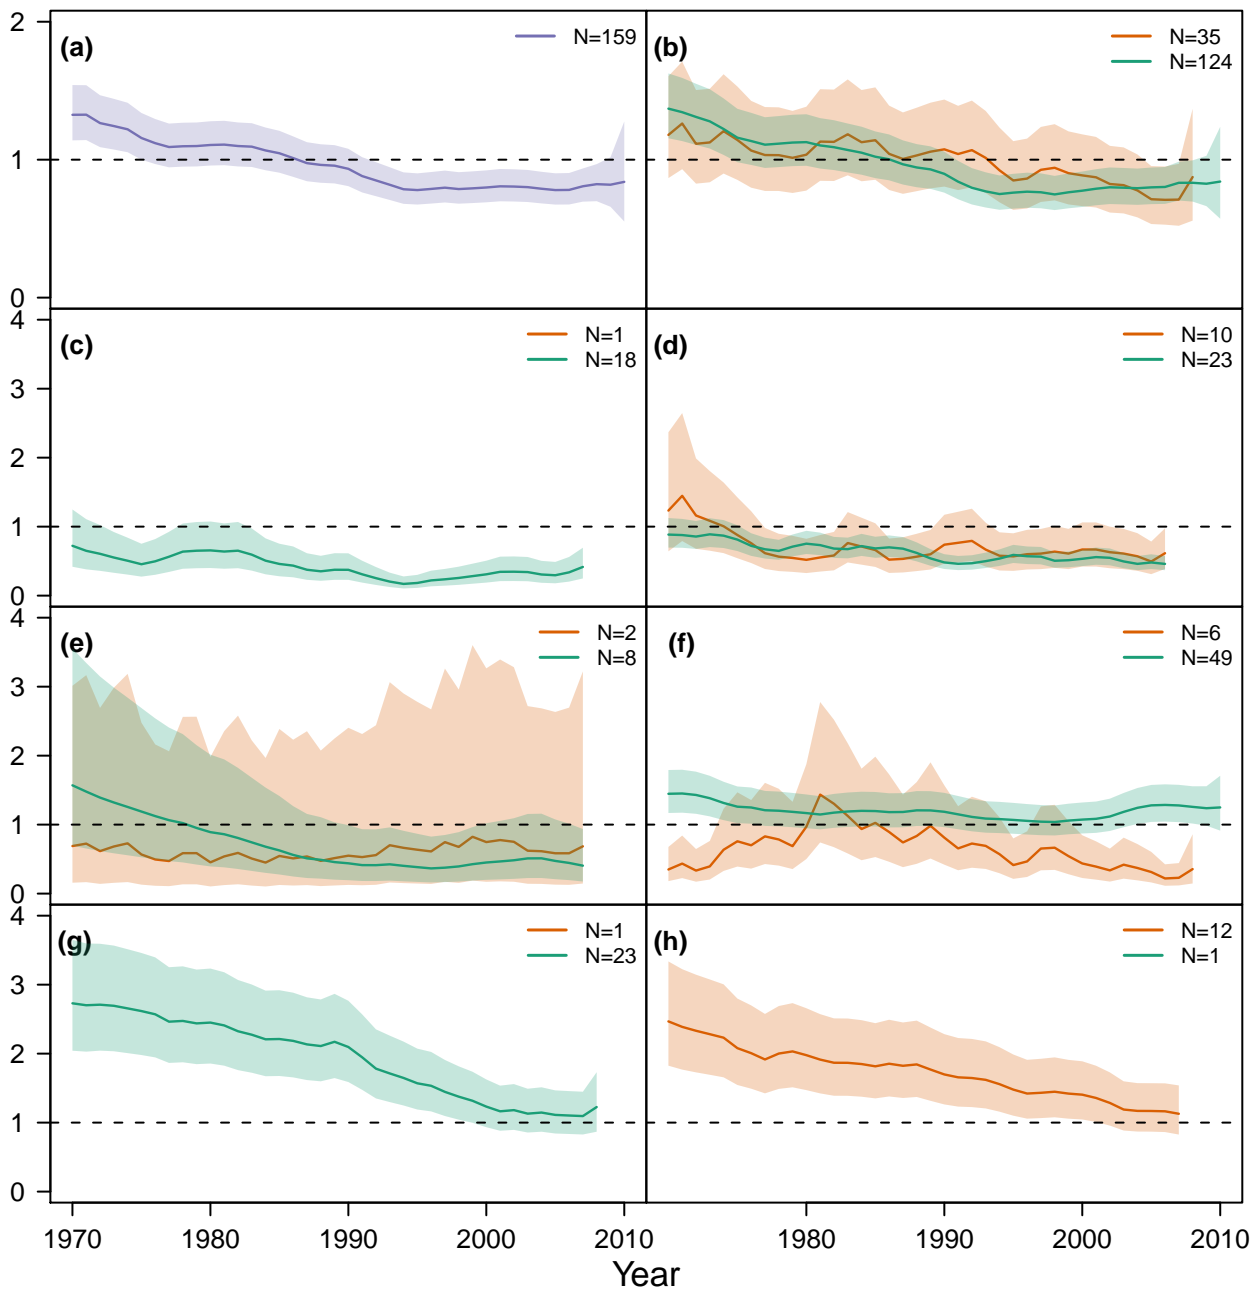 2
1
0
(a)
N=159
(b)
N=35
N=124
4
3
2
1
0
(c)
N=1
N=18
(d)
N=10
N=23
4
3
2
1
0
(e)
N=2
N=8
(f)
N=6
N=49
4
3
2
1
0
(g)
N=1
N=23
(h)
N=12
N=1
1970 1980 1990 2000 2010 1980 1990 2000 2010
Year